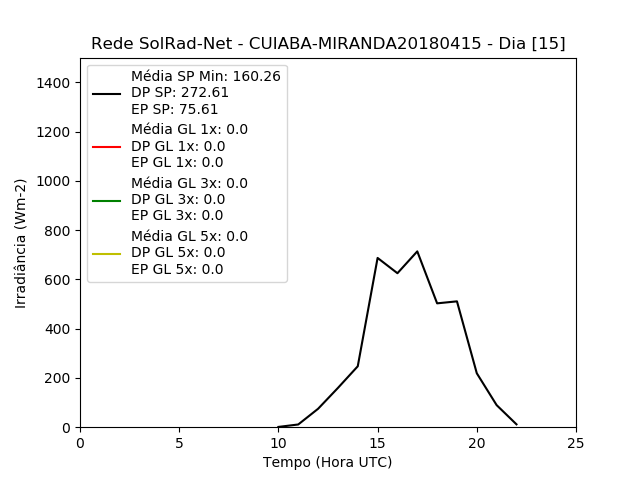 Rede SolRad-Net - CUIABA-MIRANDA20180415 - Dia [15]
Média SP Min: 160.26
DP SP: 272.61
EP SP: 75.61
Média GL 1x: 0.0
DP GL 1x: 0.0
EP GL 1x: 0.0
Média GL 3x: 0.0
DP GL 3x: 0.0
EP GL 3x: 0.0
Média GL 5x: 0.0
DP GL 5x: 0.0
EP GL 5x: 0.0
Irradiância (Wm-2)
1400
1200
1000
800
600
400
200
0
0 5 10 15 20 25
Tempo (Hora UTC)